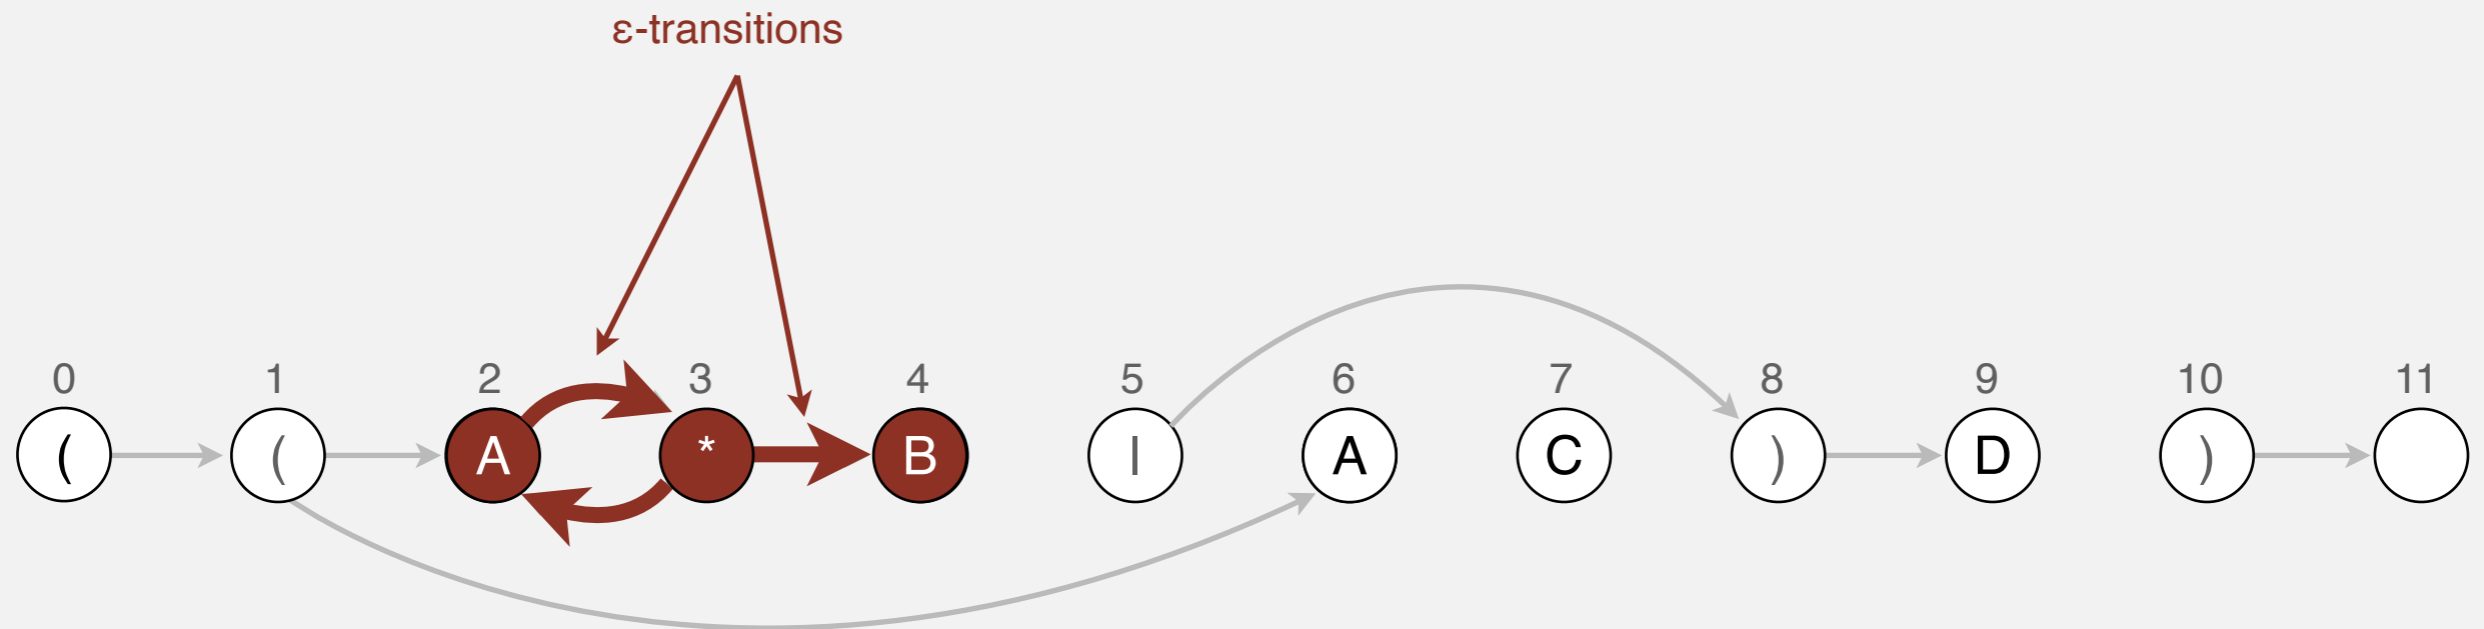 ε-transitions
0 1 2 3 4 5 6 7 8 9 10 11
( ( A * B | A C ) D )